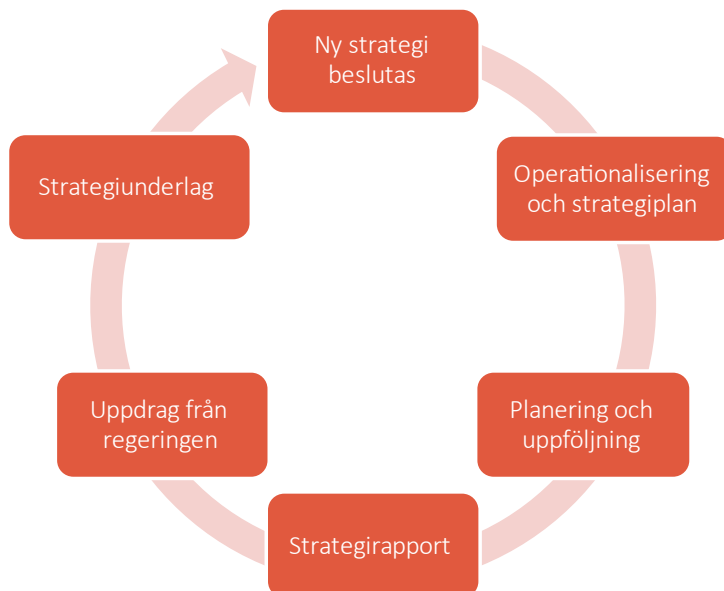 Ny strategi
beslutas
Operationalisering
och strategiplan
Planering och
uppföljning
Strategirapport
Uppdrag från
regeringen
Strategiunderlag